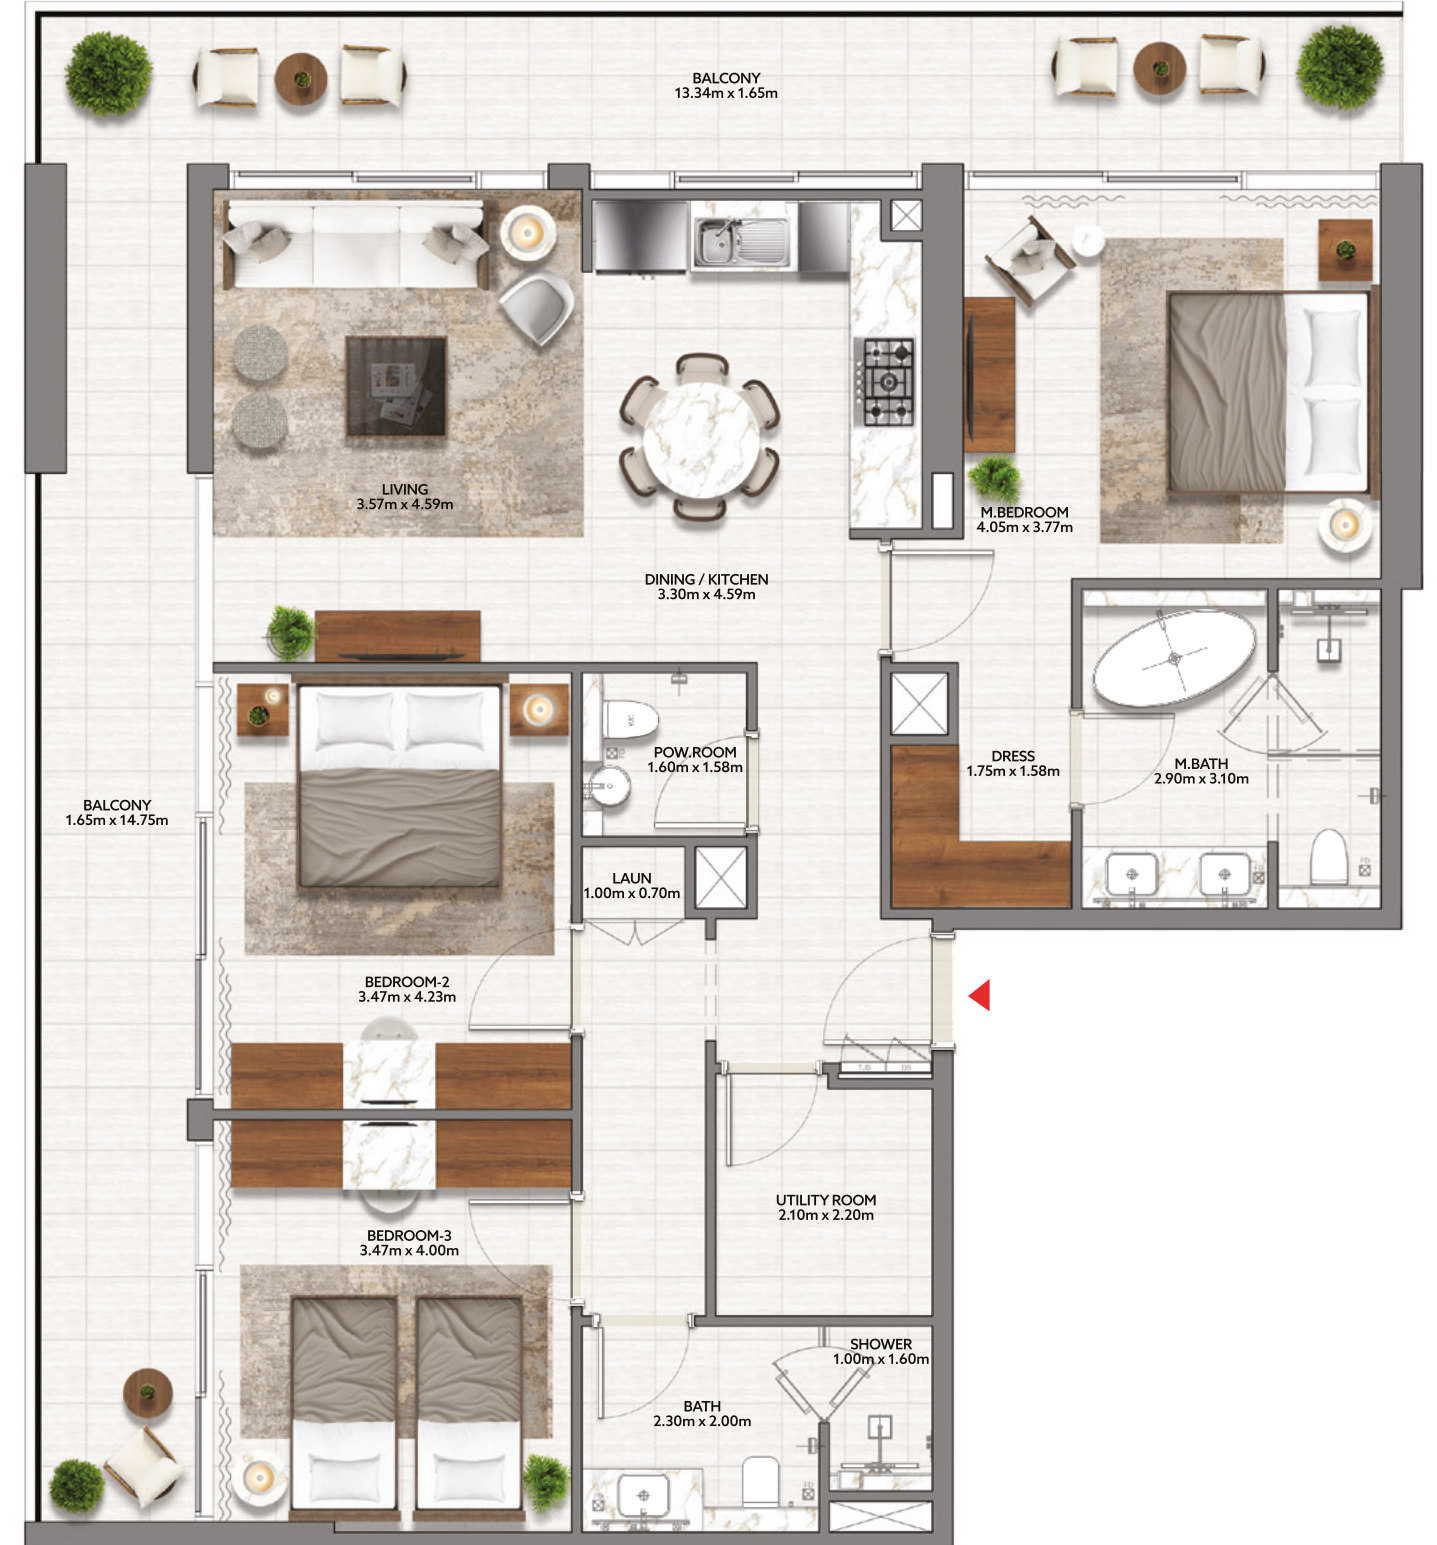 BALCONY
13.34m x 1.65m
LIVING
3.57m x 4.59m
M.BEDROOM
4.05m x 3.77m
DINING / KITCHEN
3.30m x 4.59m
POW.ROOM
1.60m x 1.58m
DRESS
1.75m x 1.58m
M.BATH
2.90m x 3.10m
BALCONY
1.65m x 14.75m
LAUN
1.00m x 0.70m
FD
BEDROOM-2
3.47m x 4.23m
UTILITY ROOM
2.10m x 2.20m
BEDROOM-3
3.47m x 4.00m
SHOWER
1.00m x 1.60m
BATH
2.30m x 2.00m
FD
FD